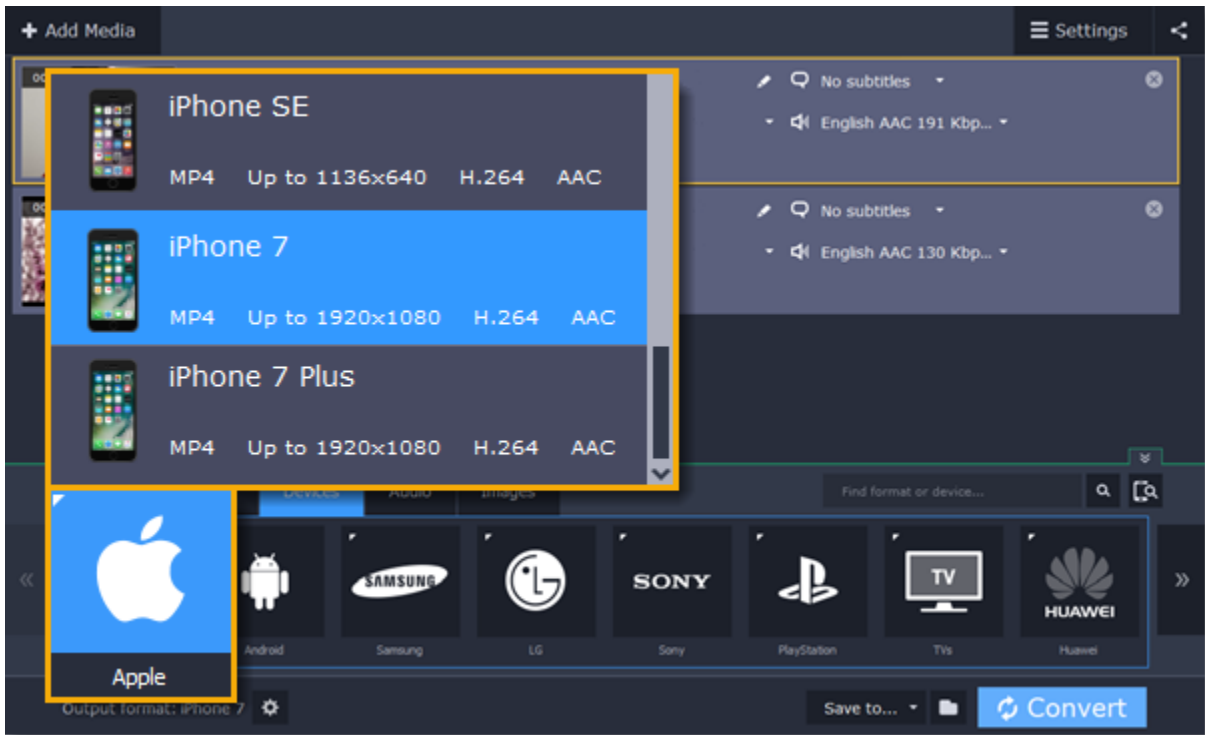 Add Media
Settings
No subtitles
English AAC 191 Kbp...
No subtitles
English AAC 130 Kbp...
iPhone SE
MP4 Up to 1136x640 H.264 AAC
iPhone 7
MP4 Up to 1920x1080 H.264 AAC
iPhone 7 Plus
MP4 Up to 1920x1080 H.264 AAC
Devices Audio Images
Find format or device...
SAMSUNG LG SONY TV HUAWEI
Apple Android Samsung LG Sony PlayStation TVs Huawei
Output format: iPhone 7
Save to...
Convert